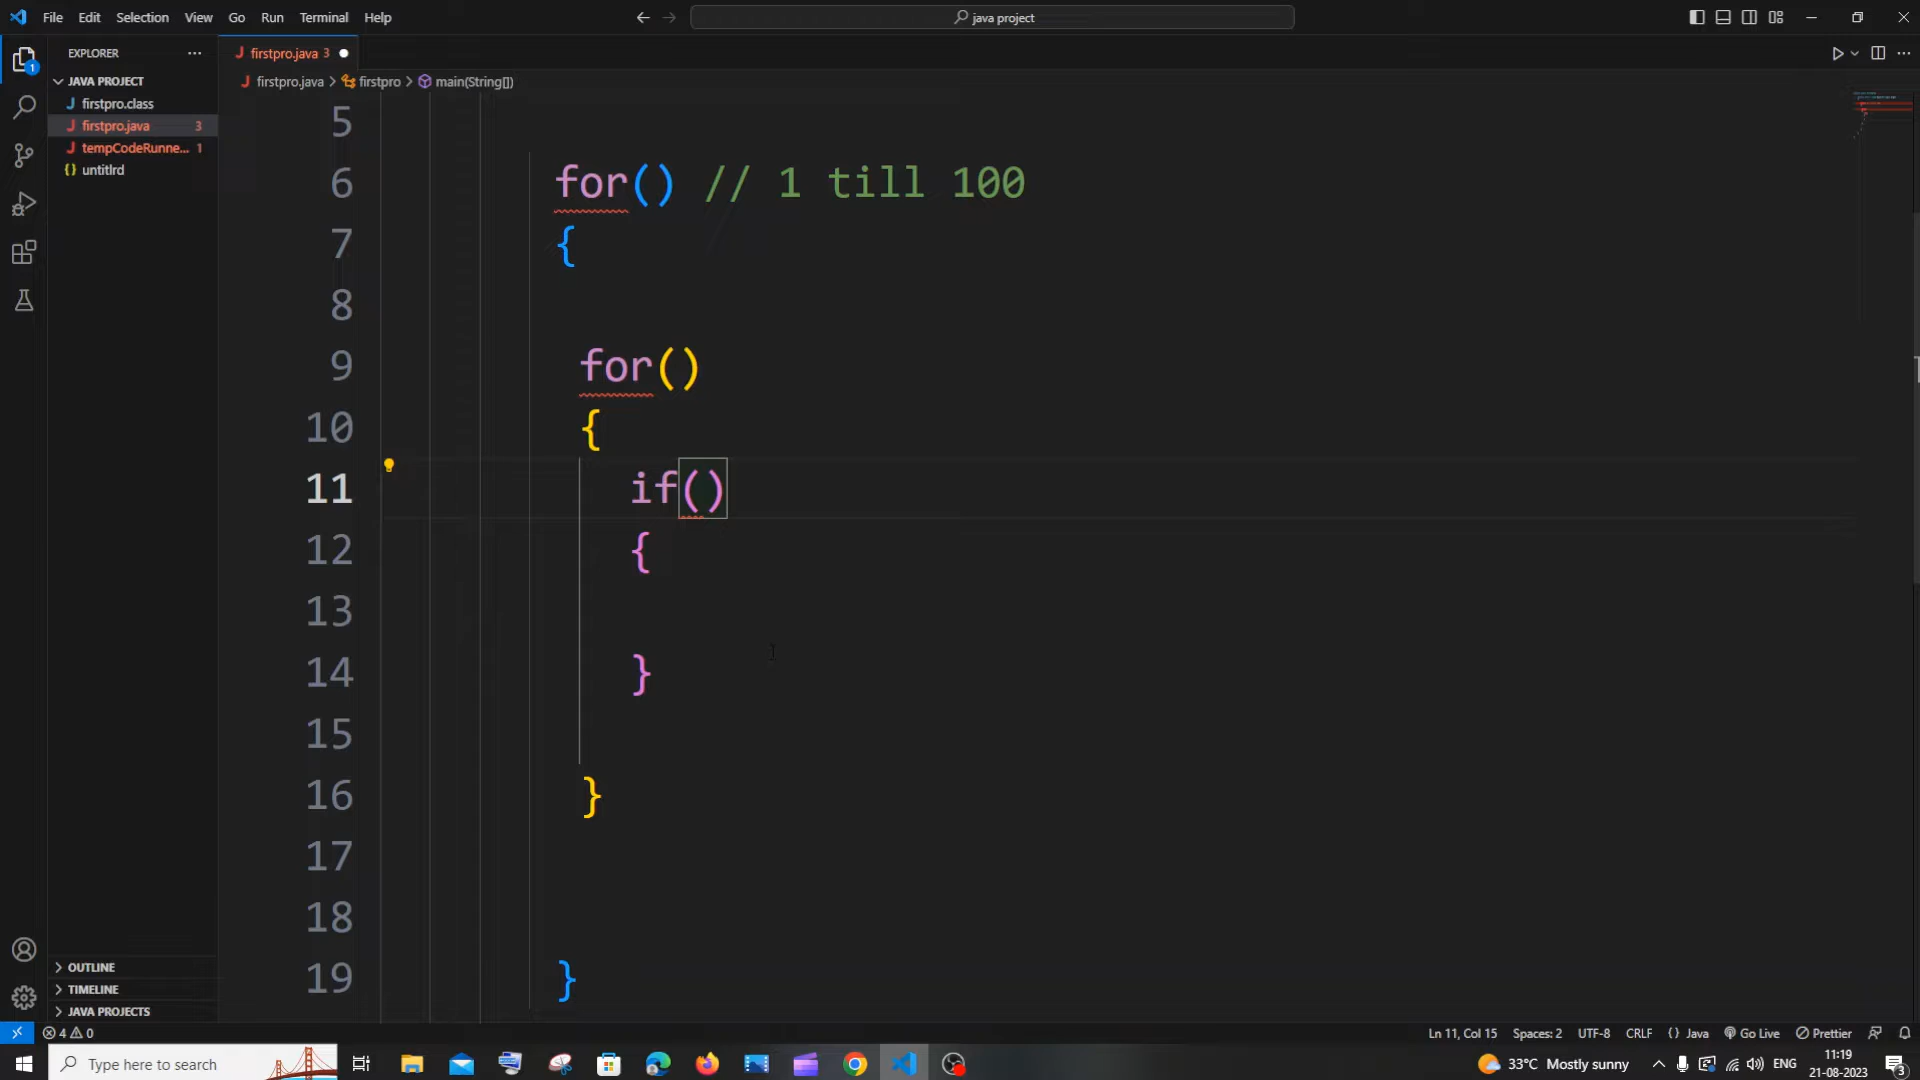 File Edit Selection View Go Run Terminal Help
java project
EXPLORER
JAVA PROJECT
firstpro.class
firstpro.java 3
tempCodeRunne... 1
untitlrd
OUTLINE
TIMELINE
JAVA PROJECTS
firstpro.java 3
firstpro.java > firstpro > main(String[])
5
6 for() // 1 till 100
7 {
8
9 for()
10 {
11 if()
12 {
13
14 }
15
16 }
17
18
19 }
4 0
Ln 11, Col 15 Spaces: 2 UTF-8 CRLF {} Java Go Live Prettier
Type here to search
33°C Mostly sunny
ENG
11:19
21-08-2023
3